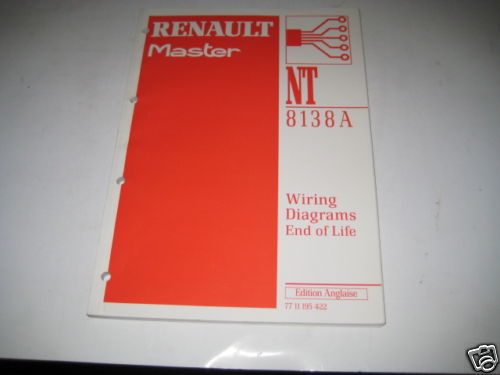 RENAULT
Master
NT
8138A
Wiring
Diagrams
End of Life
Edition Anglaise
77 11 195 422